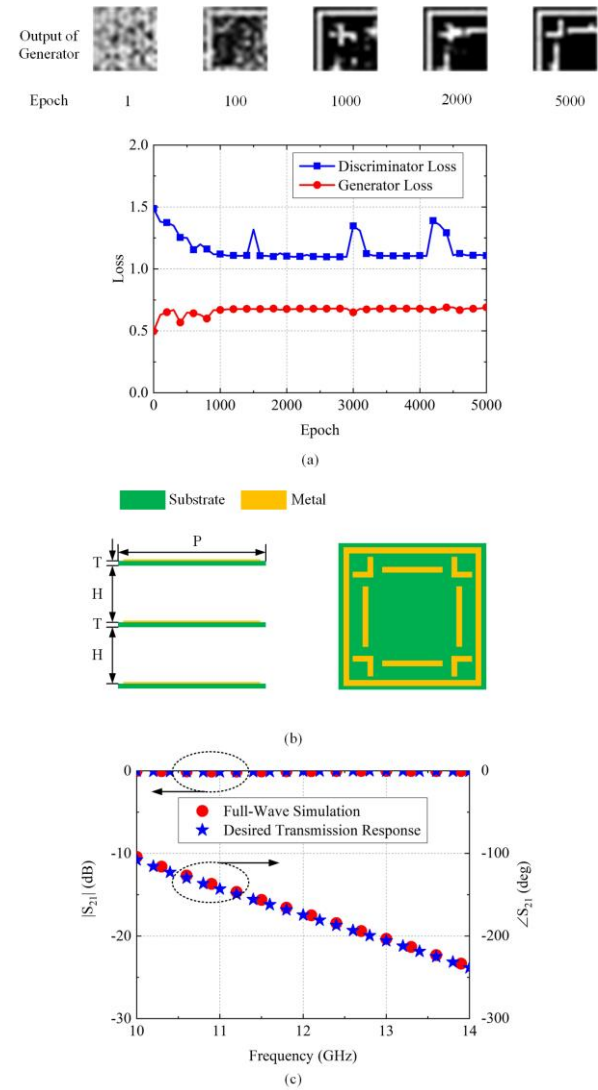 Output of
Generator
Epoch 1 100 1000 2000 5000
2.0
Discriminator Loss
Generator Loss
1.5
1.0
0.5
0.0
Loss
0 1000 2000 3000 4000 5000
Epoch
(a)
Substrate Metal
P
T
H
T
H
(b)
0 0
Full-Wave Simulation
Desired Transmission Response
-10 -100
-20 -200
-30 -300
|S21| (dB)
∠S21 (deg)
10 11 12 13 14
Frequency (GHz)
(c)